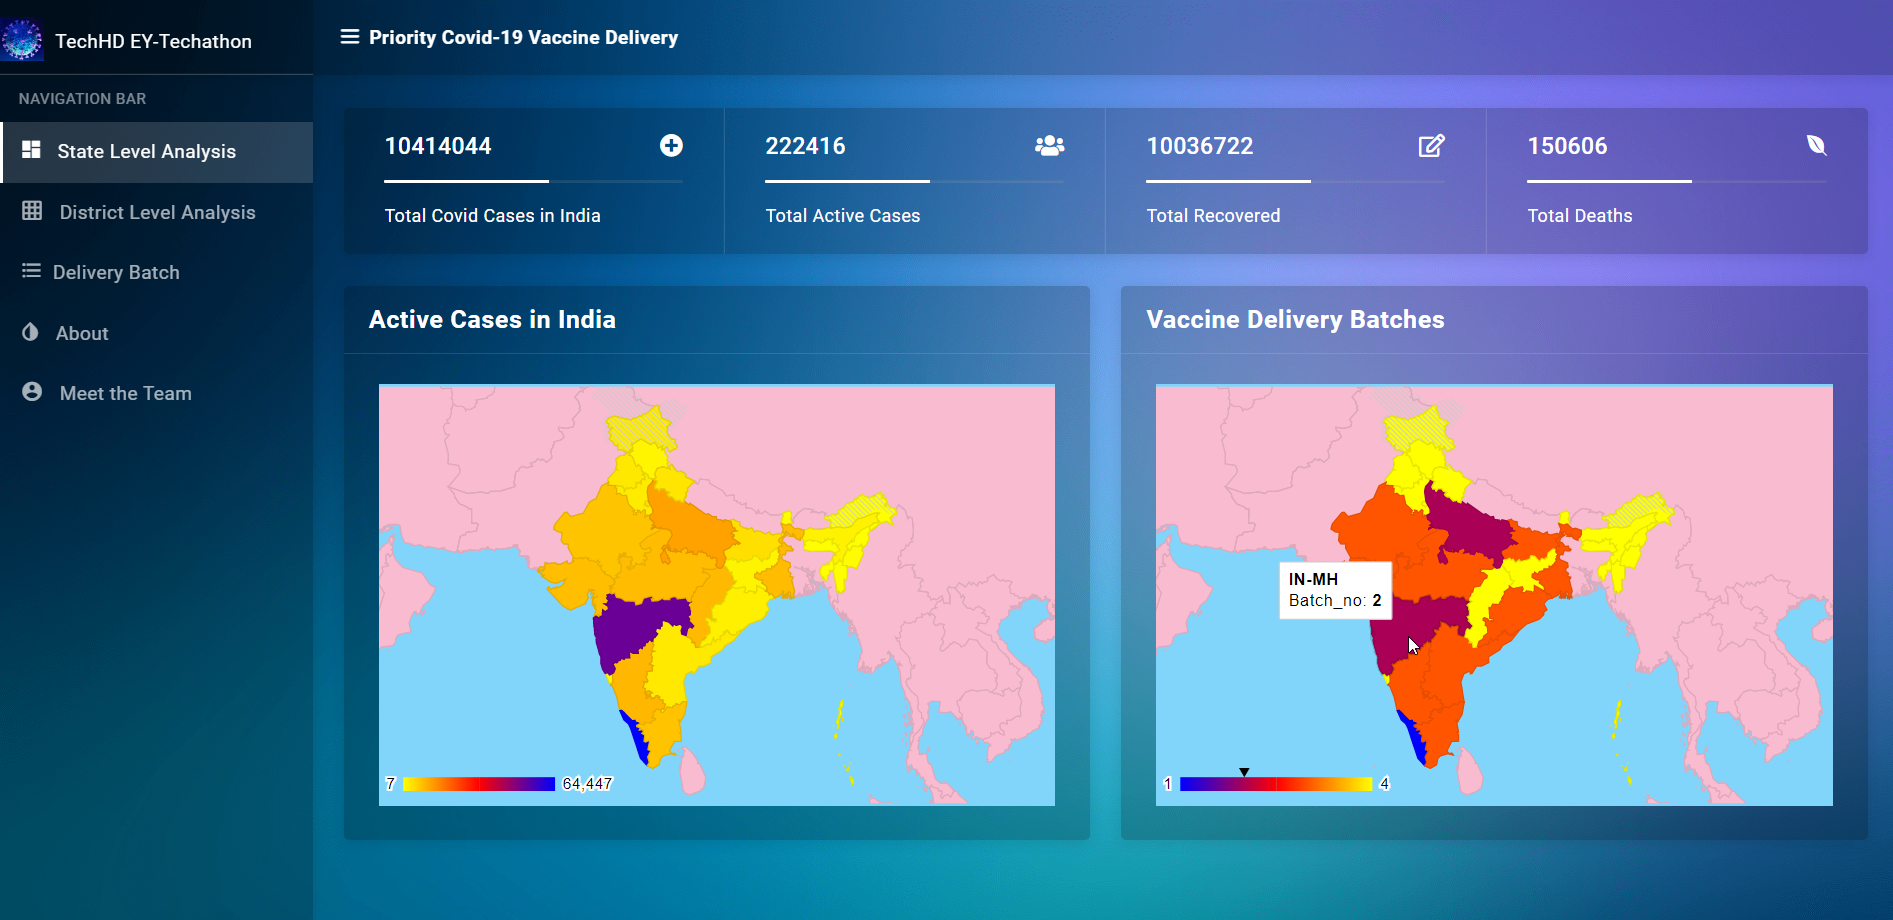 TechHD EY-Techathon
Priority Covid-19 Vaccine Delivery
NAVIGATION BAR
State Level Analysis
District Level Analysis
Delivery Batch
About
Meet the Team
10414044
Total Covid Cases in India
222416
Total Active Cases
10036722
Total Recovered
150606
Total Deaths
Active Cases in India
7 64,447
Vaccine Delivery Batches
IN-MH
Batch_no: 2
1 4